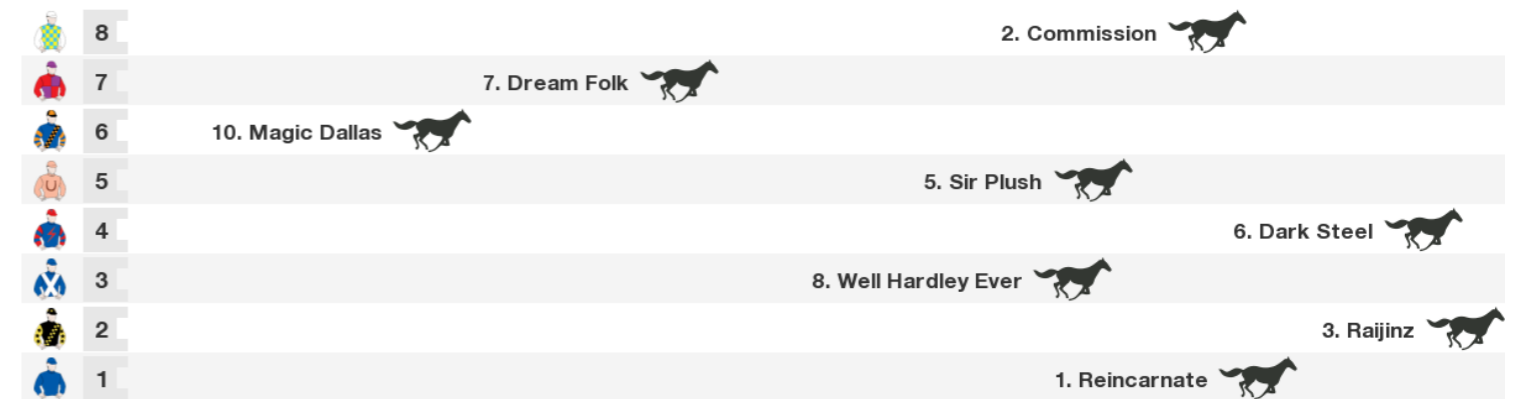 8 2. Commission
7 7. Dream Folk
6 10. Magic Dallas
5 5. Sir Plush
4 6. Dark Steel
3 8. Well Hardley Ever
2 3. Raijinz
1 1. Reincarnate